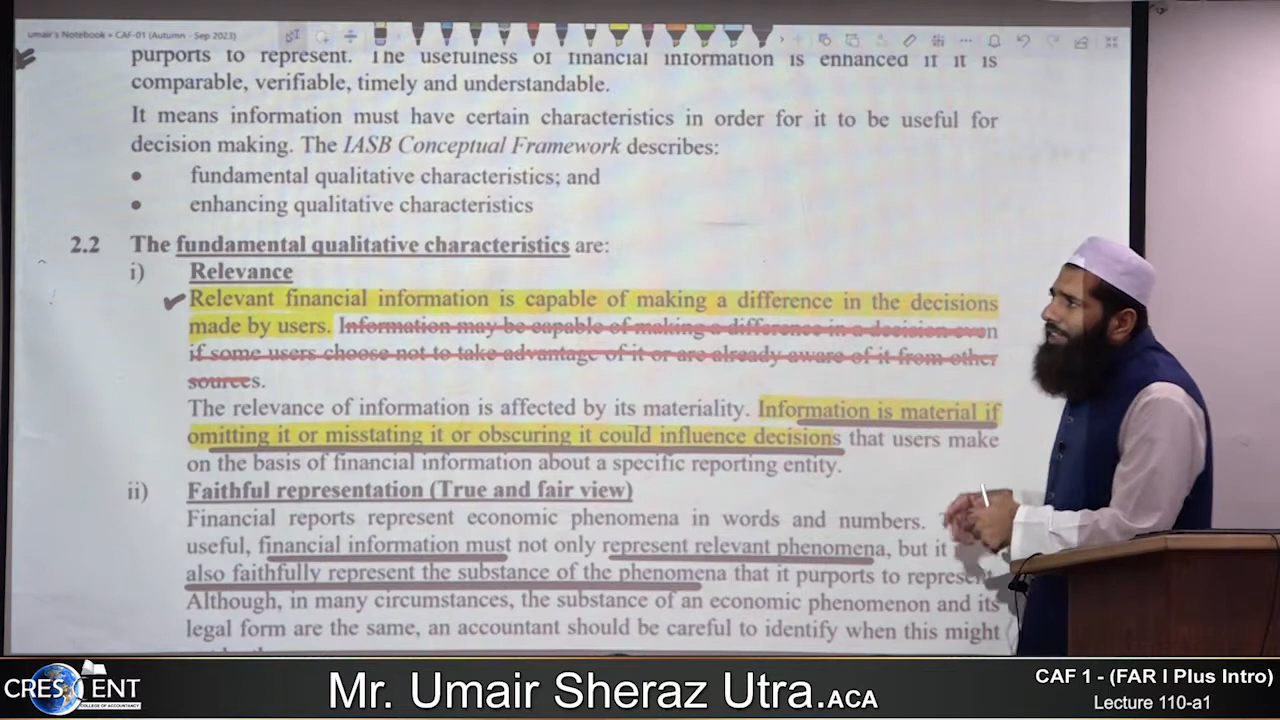 umair's Notebook » CAF-01 (Autumn - Sep 2023)
purports to represent. The usefulness of financial information is enhanced if it is
comparable, verifiable, timely and understandable.
It means information must have certain characteristics in order for it to be useful for
decision making. The IASB Conceptual Framework describes:
• fundamental qualitative characteristics; and
• enhancing qualitative characteristics
2.2 The fundamental qualitative characteristics are:
i) Relevance
Relevant financial information is capable of making a difference in the decisions
made by users. Information may be capable of making a difference in a decision even
if some users choose not to take advantage of it or are already aware of it from other
sources.
The relevance of information is affected by its materiality. Information is material if
omitting it or misstating it or obscuring it could influence decisions that users make
on the basis of financial information about a specific reporting entity.
ii) Faithful representation (True and fair view)
Financial reports represent economic phenomena in words and numbers.
useful, financial information must not only represent relevant phenomena, but it
also faithfully represent the substance of the phenomena that it purports to represent.
Although, in many circumstances, the substance of an economic phenomenon and its
legal form are the same, an accountant should be careful to identify when this might
CRESCENT
COLLEGE OF ACCOUNTANCY
Mr. Umair Sheraz Utra.ACA
CAF 1 - (FAR I Plus Intro)
Lecture 110-a1